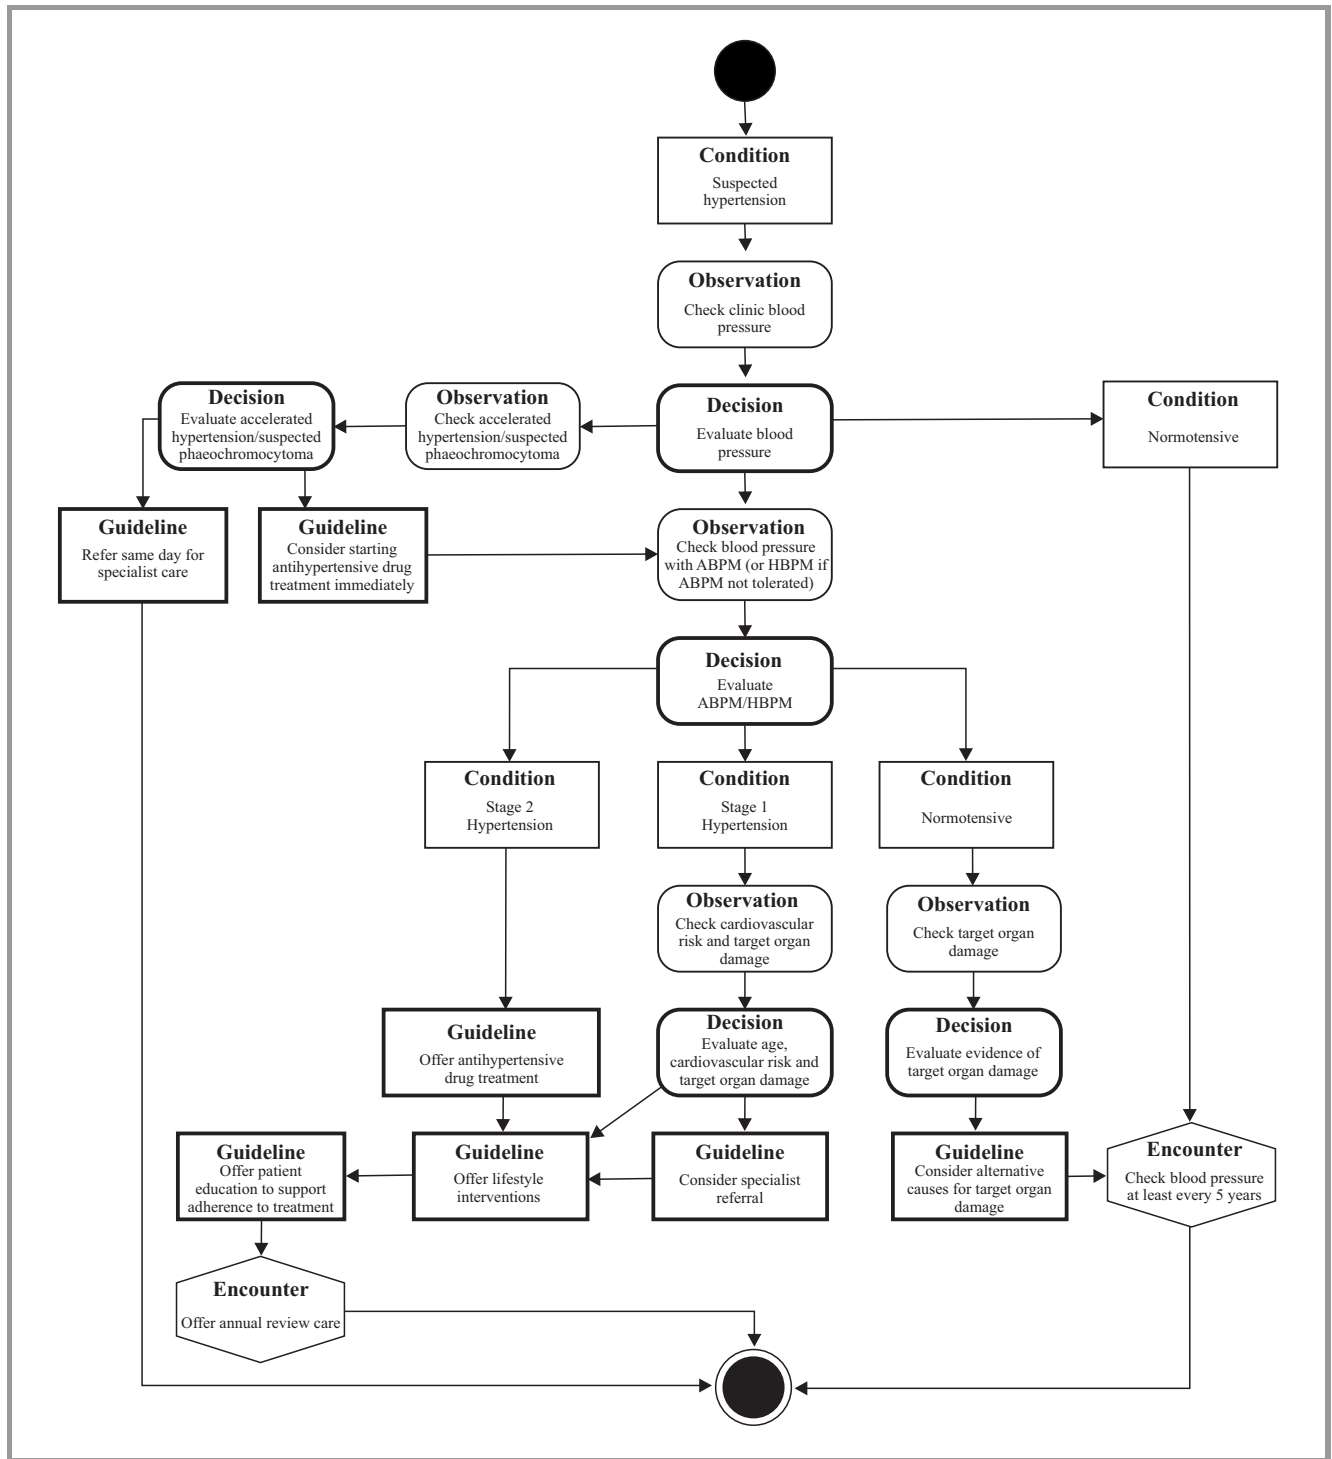 Condition
Suspected
hypertension
Observation
Check clinic blood
pressure
Decision
Evaluate accelerated
hypertension/suspected
phaeochromocytoma
Observation
Check accelerated
hypertension/suspected
phaeochromocytoma
Decision
Evaluate blood
pressure
Condition
Normotensive
Guideline
Refer same day for
specialist care
Guideline
Consider starting
antihypertensive drug
treatment immediately
Observation
Check blood pressure
with ABPM (or HBPM if
ABPM not tolerated)
Decision
Evaluate
ABPM/HBPM
Condition
Stage 2
Hypertension
Condition
Stage 1
Hypertension
Condition
Normotensive
Observation
Check cardiovascular
risk and target organ
damage
Observation
Check target organ
damage
Guideline
Offer antihypertensive
drug treatment
Decision
Evaluate age,
cardiovascular risk and
target organ damage
Decision
Evaluate evidence of
target organ damage
Guideline
Offer patient
education to support
adherence to treatment
Guideline
Offer lifestyle
interventions
Guideline
Consider specialist
referral
Guideline
Consider alternative
causes for target organ
damage
Encounter
Check blood pressure
at least every 5 years
Encounter
Offer annual review care